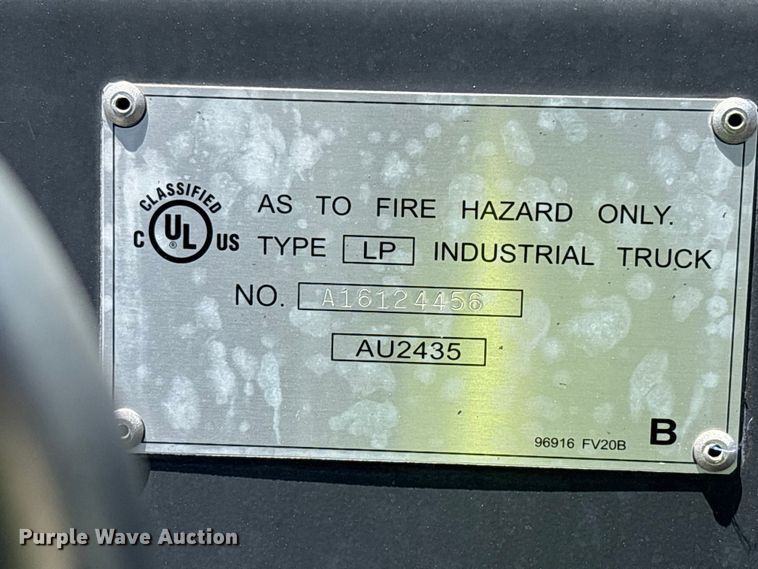 CLASSIFIED
C UL ® US
AS TO FIRE HAZARD ONLY.
TYPE LP INDUSTRIAL TRUCK
NO. A16124456
AU2435
96916 FV20B B
Purple Wave Auction